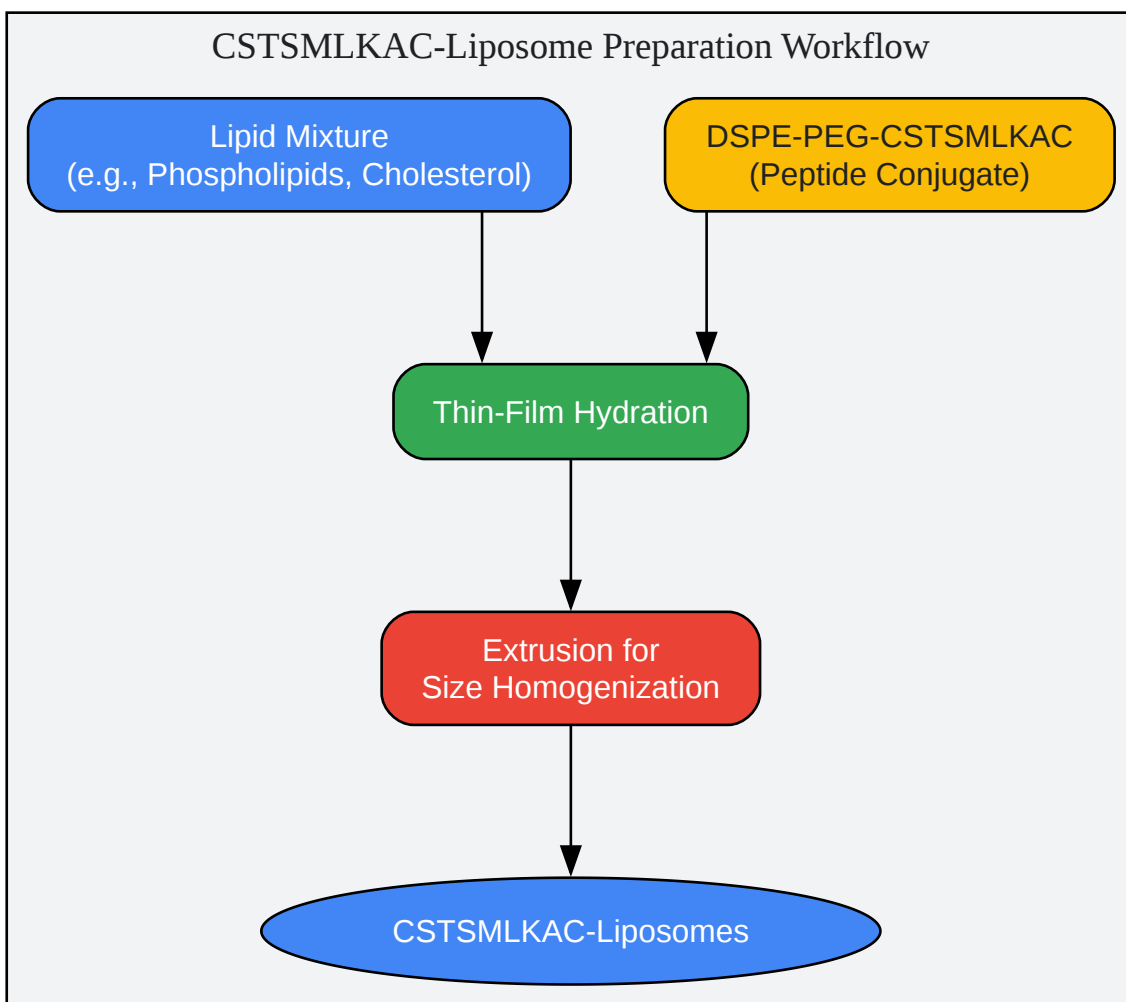 CSTSMLKAC-Liposome Preparation Workflow
Lipid Mixture
(e.g., Phospholipids, Cholesterol)
DSPE-PEG-CSTSMLKAC
(Peptide Conjugate)
Thin-Film Hydration
Extrusion for
Size Homogenization
CSTSMLKAC-Liposomes